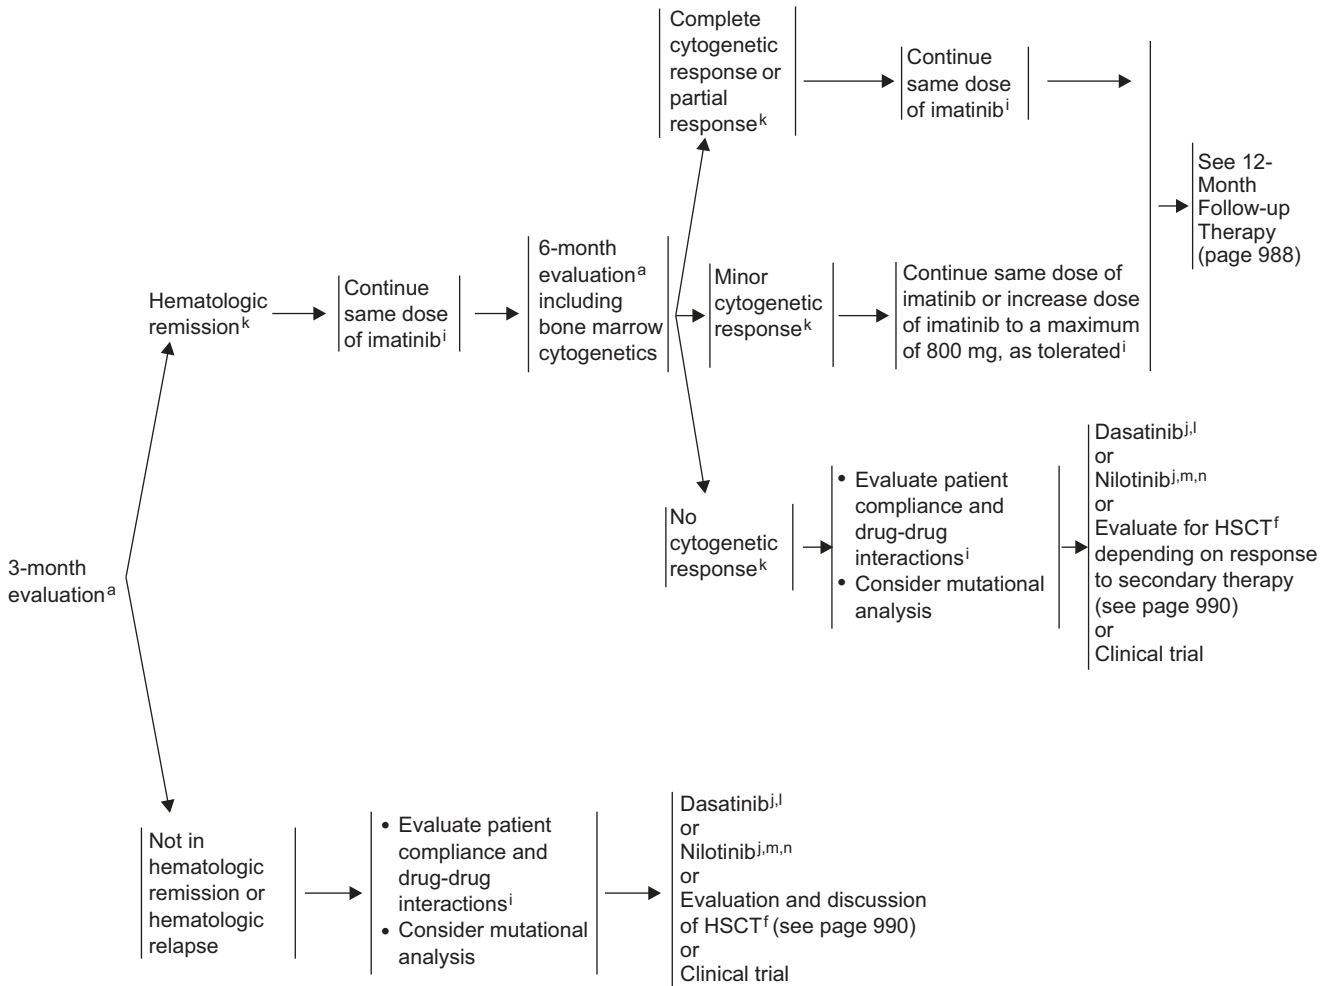 3-month
evaluationᵃ
Hematologic
remissionᵏ
Continue
same dose
of imatinibⁱ
6-month
evaluationᵃ
including
bone marrow
cytogenetics
Complete
cytogenetic
response or
partial
responseᵏ
Continue
same dose
of imatinibⁱ
Minor
cytogenetic
responseᵏ
Continue same dose of
imatinib or increase dose
of imatinib to a maximum
of 800 mg, as toleratedⁱ
See 12-
Month
Follow-up
Therapy
(page 988)
No
cytogenetic
responseᵏ
• Evaluate patient
compliance and
drug-drug
interactionsⁱ
• Consider mutational
analysis
Dasatinibʲ,ˡ
or
Nilotinibʲ,ᵐ,ⁿ
or
Evaluate for HSCTᶠ
depending on response
to secondary therapy
(see page 990)
or
Clinical trial
Not in
hematologic
remission or
hematologic
relapse
• Evaluate patient
compliance and
drug-drug
interactionsⁱ
• Consider mutational
analysis
Dasatinibʲ,ˡ
or
Nilotinibʲ,ᵐ,ⁿ
or
Evaluation and discussion
of HSCTᶠ (see page 990)
or
Clinical trial